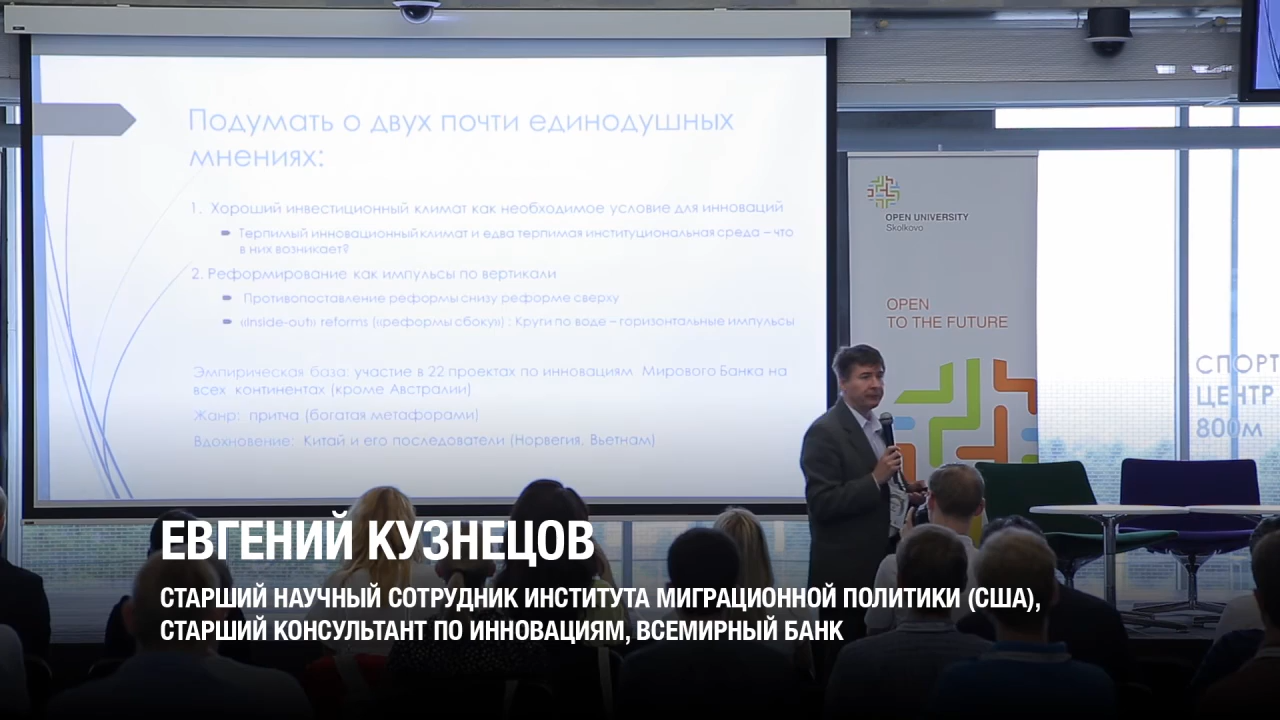 Подумать о двух почти единодушных
мнениях:
1. Хороший инвестиционный климат как необходимое условие для инноваций
Терпимый инновационный климат и едва терпимая институциональная среда – что
в них возникает?
2. Реформирование как импульсы по вертикали
Противопоставление реформы снизу реформе сверху
«Inside-out» reforms («реформы сбоку») : Круги по воде – горизонтальные импульсы
Эмпирическая база: участие в 22 проектах по инновациям Мирового Банка на
всех континентах (кроме Австралии)
Жанр: притча (богатая метафорами)
Вдохновение: Китай и его последователи (Норвегия, Вьетнам)
OPEN UNIVERSITY
Skolkovo
OPEN
TO THE FUTURE
СПОРТ
ЦЕНТР
800м
ЕВГЕНИЙ КУЗНЕЦОВ
СТАРШИЙ НАУЧНЫЙ СОТРУДНИК ИНСТИТУТА МИГРАЦИОННОЙ ПОЛИТИКИ (США),
СТАРШИЙ КОНСУЛЬТАНТ ПО ИННОВАЦИЯМ, ВСЕМИРНЫЙ БАНК